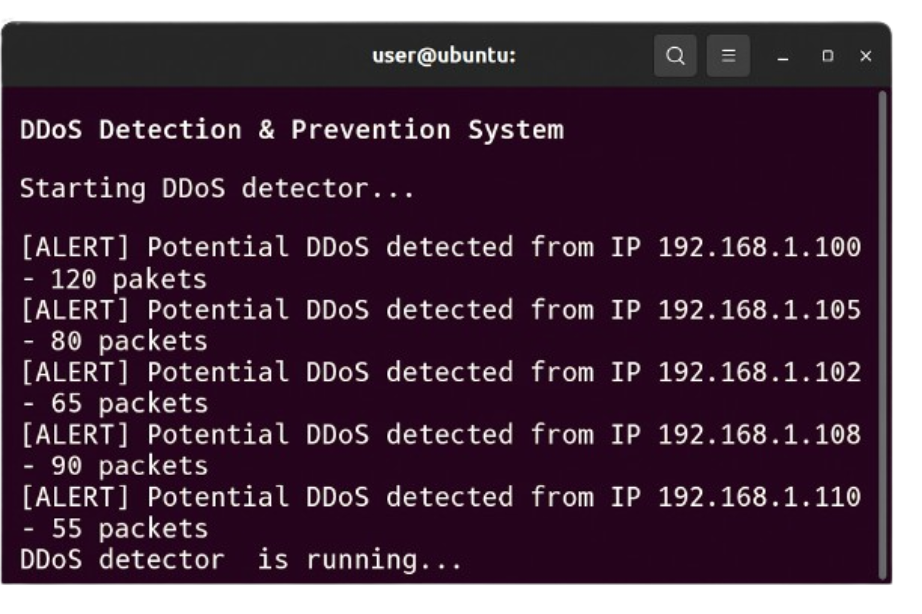 user@ubuntu:
DDoS Detection & Prevention System
Starting DDoS detector...
[ALERT] Potential DDoS detected from IP 192.168.1.100
- 120 pakets
[ALERT] Potential DDoS detected from IP 192.168.1.105
- 80 packets
[ALERT] Potential DDoS detected from IP 192.168.1.102
- 65 packets
[ALERT] Potential DDoS detected from IP 192.168.1.108
- 90 packets
[ALERT] Potential DDoS detected from IP 192.168.1.110
- 55 packets
DDoS detector  is running...